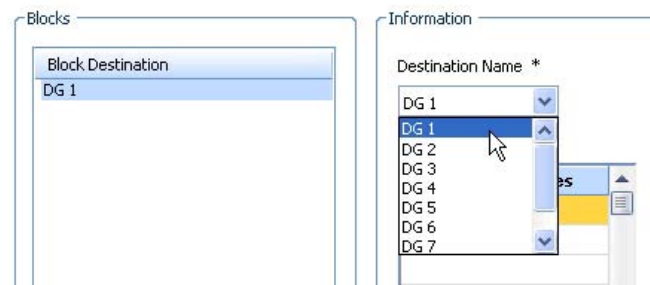 Blocks
Block Destination
DG 1
Information
Destination Name *
DG 1
DG 1
DG 2
DG 3
DG 4
DG 5
DG 6
DG 7